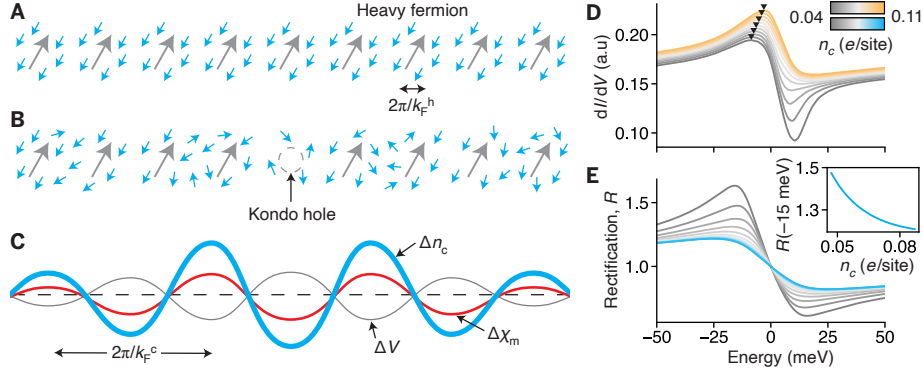 A
Heavy fermion
2π/k_F^h
B
Kondo hole
C
Δn_c
Δχ_m
ΔV
2π/k_F^c
D
dI/dV (a.u)
0.20
0.15
0.10
0.04
0.11
n_c (e/site)
E
Rectification, R
1.5
1.0
−50
−25
0
25
50
Energy (meV)
R(−15 meV)
1.5
1.3
0.05
0.08
n_c (e/site)